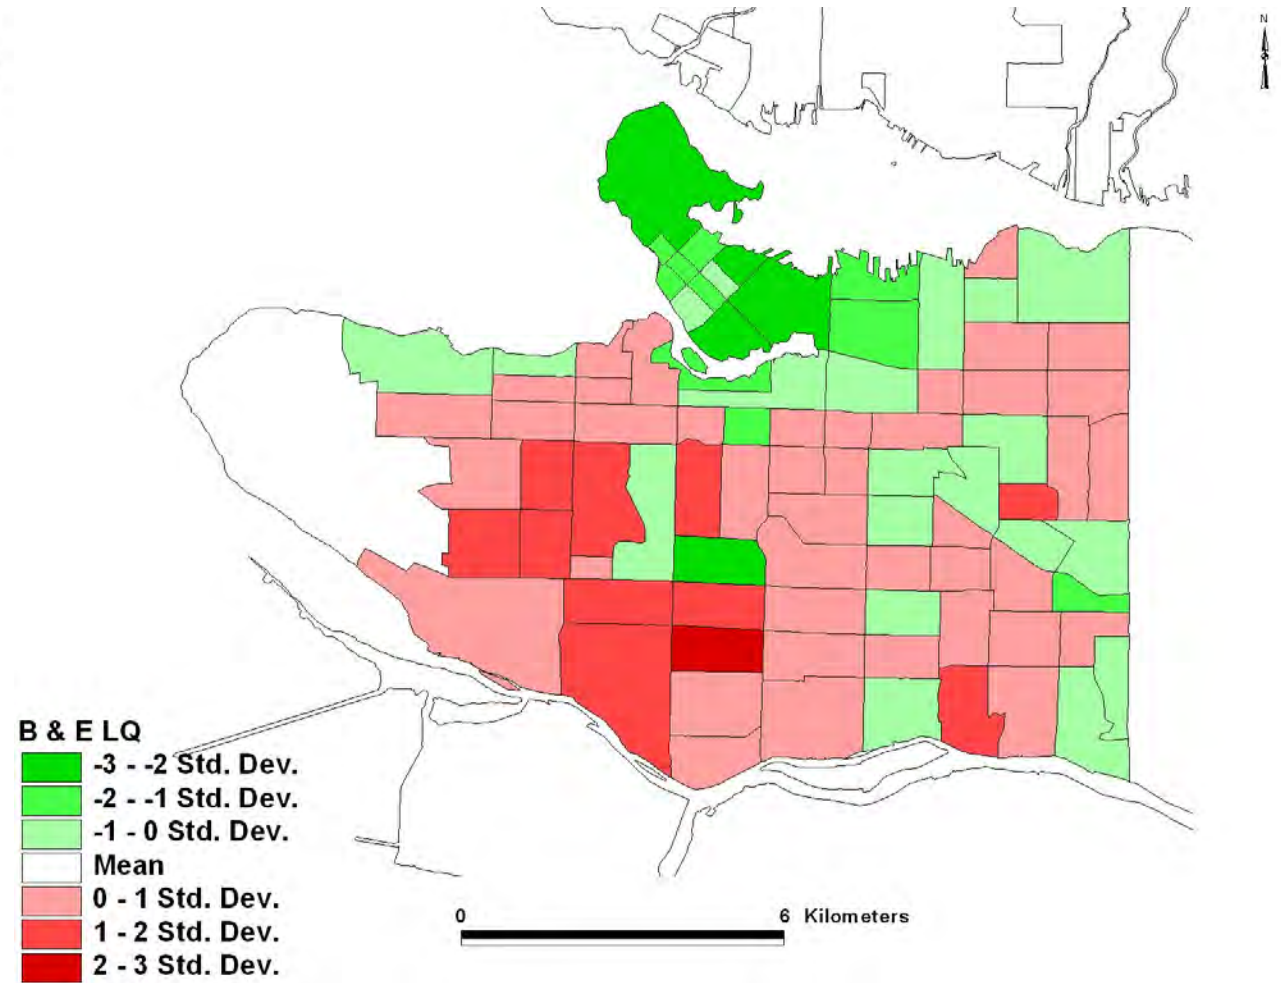 N
B & E LQ
-3 - -2 Std. Dev.
-2 - -1 Std. Dev.
-1 - 0 Std. Dev.
Mean
0 - 1 Std. Dev.
1 - 2 Std. Dev.
2 - 3 Std. Dev.
0 6 Kilometers